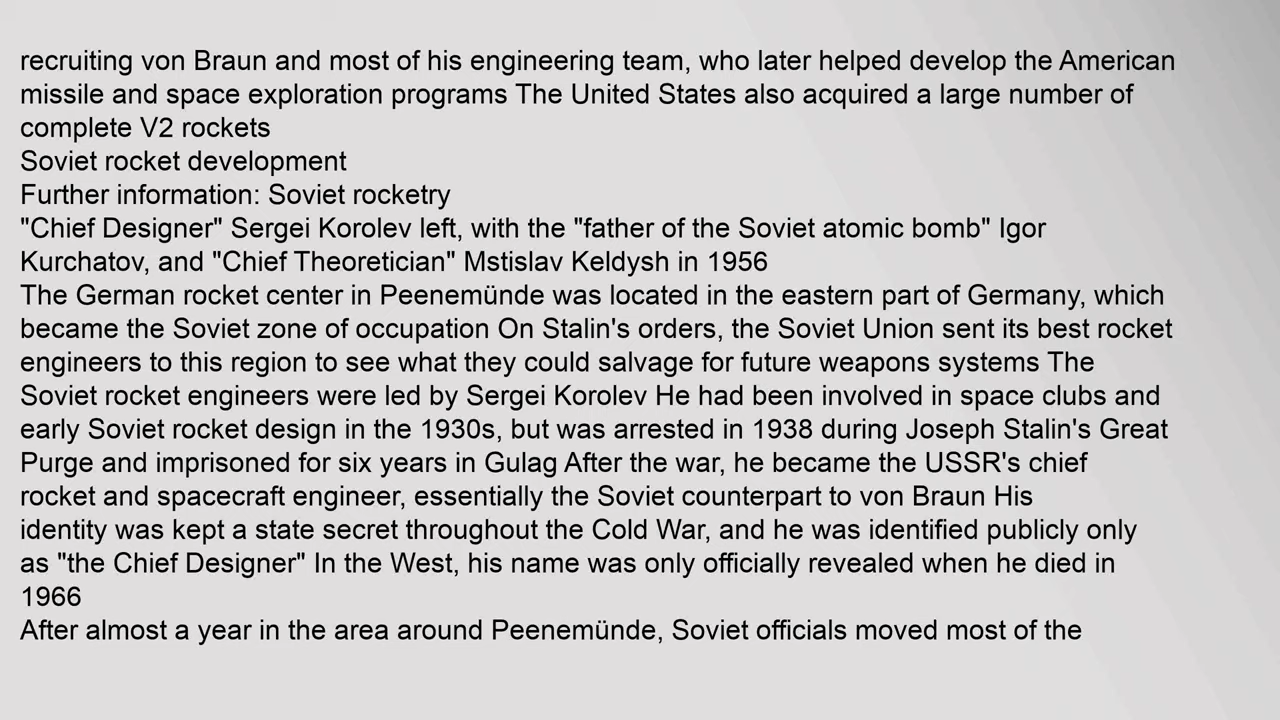 recruiting von Braun and most of his engineering team, who later helped develop the American
missile and space exploration programs The United States also acquired a large number of
complete V2 rockets
Soviet rocket development
Further information: Soviet rocketry
"Chief Designer" Sergei Korolev left, with the "father of the Soviet atomic bomb" Igor
Kurchatov, and "Chief Theoretician" Mstislav Keldysh in 1956
The German rocket center in Peenemünde was located in the eastern part of Germany, which
became the Soviet zone of occupation On Stalin's orders, the Soviet Union sent its best rocket
engineers to this region to see what they could salvage for future weapons systems The
Soviet rocket engineers were led by Sergei Korolev He had been involved in space clubs and
early Soviet rocket design in the 1930s, but was arrested in 1938 during Joseph Stalin's Great
Purge and imprisoned for six years in Gulag After the war, he became the USSR's chief
rocket and spacecraft engineer, essentially the Soviet counterpart to von Braun His
identity was kept a state secret throughout the Cold War, and he was identified publicly only
as "the Chief Designer" In the West, his name was only officially revealed when he died in
1966
After almost a year in the area around Peenemünde, Soviet officials moved most of the